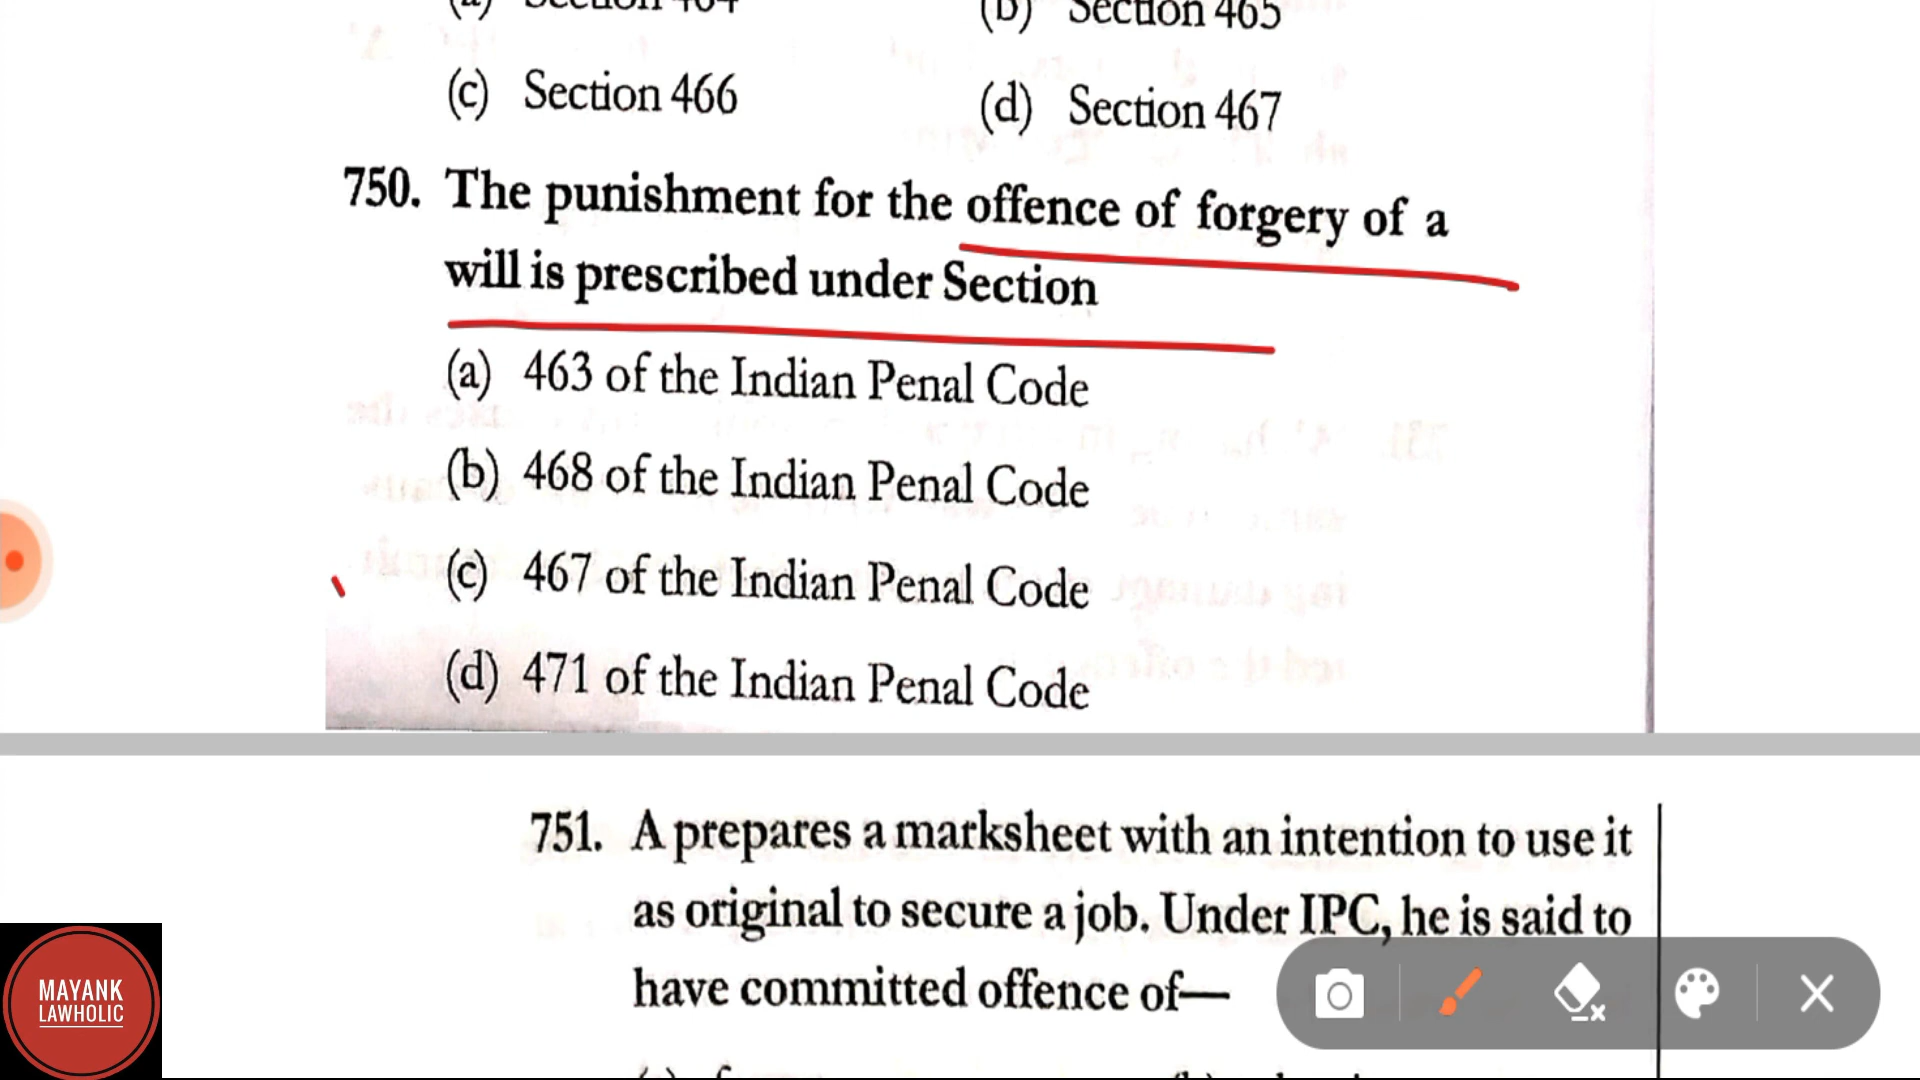 (a) Section 464
(b) Section 465
(c) Section 466
(d) Section 467
750. The punishment for the offence of forgery of a
will is prescribed under Section
(a) 463 of the Indian Penal Code
(b) 468 of the Indian Penal Code
(c) 467 of the Indian Penal Code
(d) 471 of the Indian Penal Code
751. A prepares a marksheet with an intention to use it
as original to secure a job. Under IPC, he is said to
have committed offence of—
MAYANK
LAWHOLIC